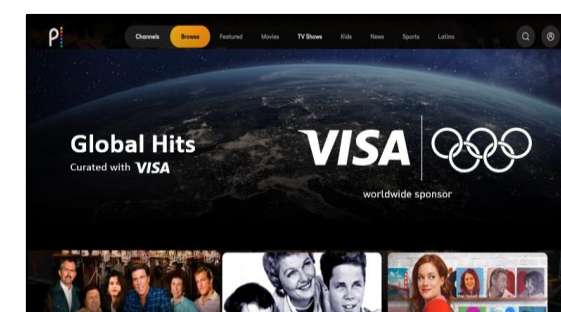 Channels Browse Featured Movies TV Shows Kids News Sports Latino
Global Hits
Curated with VISA
VISA
worldwide sponsor